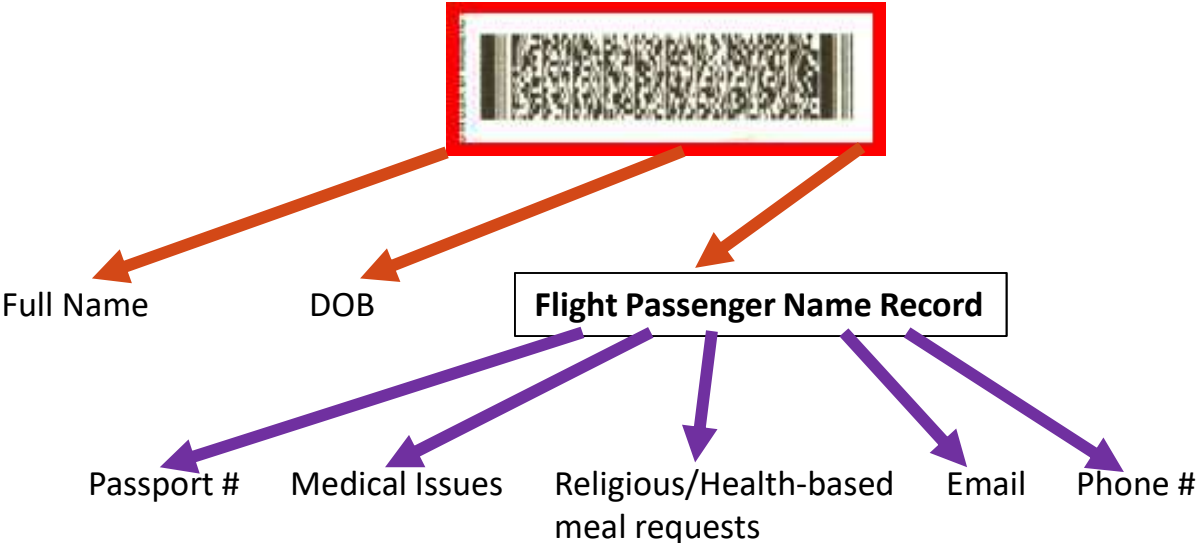 Full Name
DOB
Flight Passenger Name Record
Passport #
Medical Issues
Religious/Health-based
meal requests
Email
Phone #